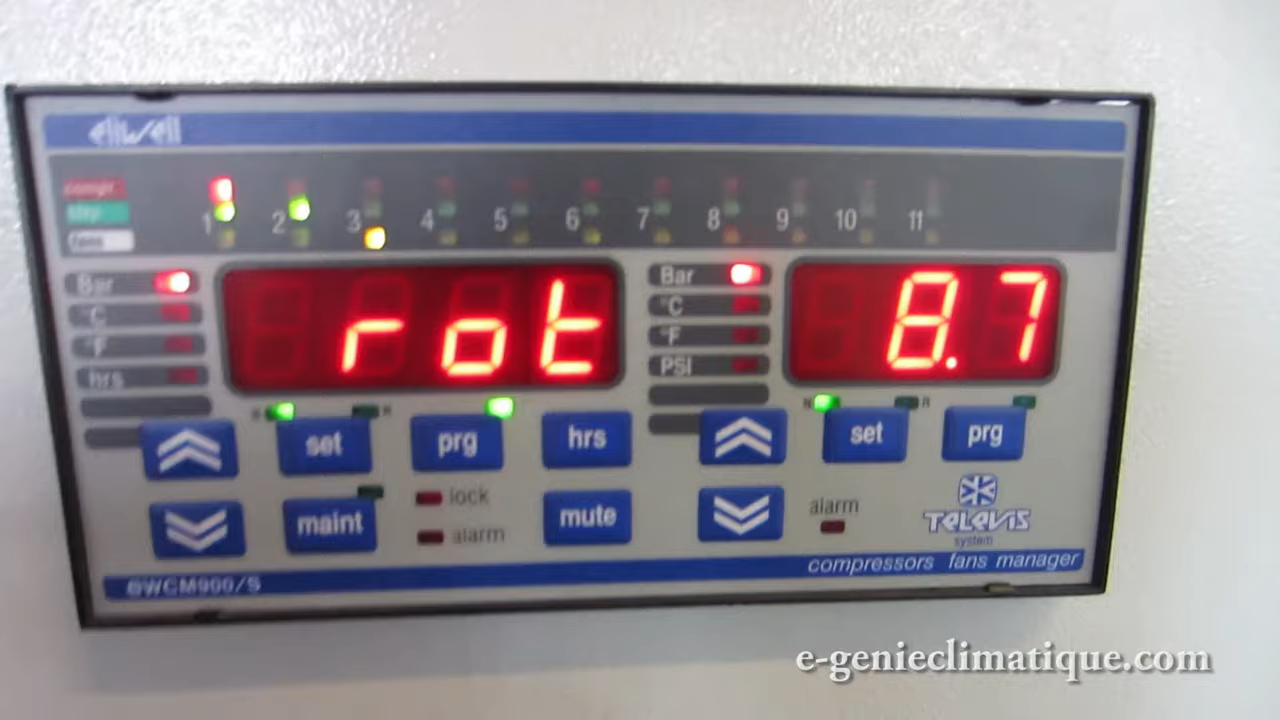 eliwell
compr.
step
fans
1 2 3 4 5 6 7 8 9 10 11
Bar
°C
°F
hrs
rot
Bar
°C
°F
PSI
8.7
N R
set
prg
hrs
N R
set
prg
maint
lock
alarm
mute
alarm
TELEVIS
system
compressors fans manager
EWCM900/S
e-genieclimatique.com